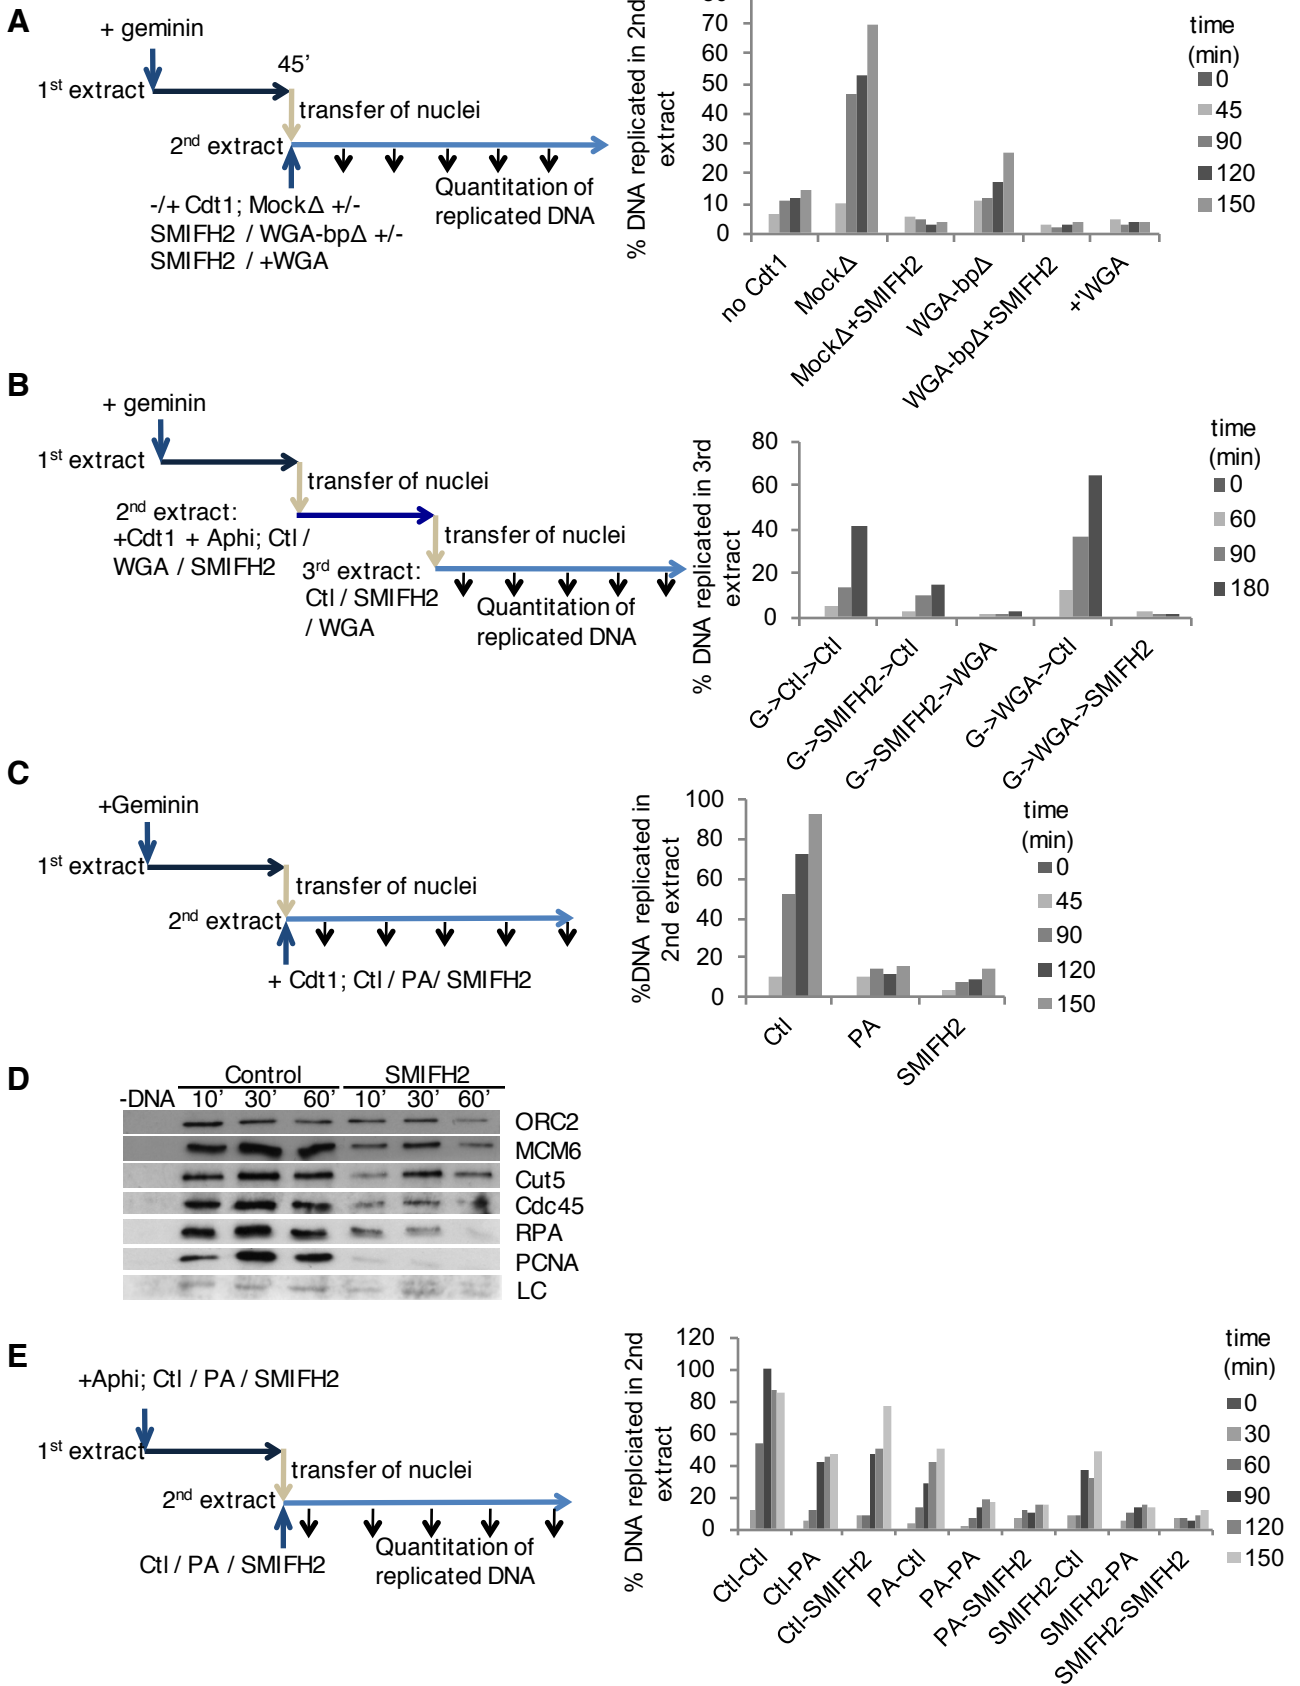 A
+ geminin
1st extract
45’
transfer of nuclei
2nd extract
Quantitation of
replicated DNA
-/+ Cdt1; Mock∆ +/-
SMIFH2 / WGA-bp∆ +/-
SMIFH2 / +WGA
% DNA replicated in 2nd
extract
70
60
50
40
30
20
10
0
no Cdt1
Mock∆
Mock∆+SMIFH2
WGA-bp∆
WGA-bp∆+SMIFH2
+'WGA
time
(min)
0
45
90
120
150
B
+ geminin
1st extract
transfer of nuclei
2nd extract:
+Cdt1 + Aphi; Ctl /
WGA / SMIFH2
transfer of nuclei
3rd extract:
Ctl / SMIFH2
/ WGA
Quantitation of
replicated DNA
% DNA replicated in 3rd
extract
80
60
40
20
0
G->Ctl->Ctl
G->SMIFH2->Ctl
G->SMIFH2->WGA
G->WGA->Ctl
G->WGA->SMIFH2
time
(min)
0
60
90
180
C
+Geminin
1st extract
transfer of nuclei
2nd extract
+ Cdt1; Ctl / PA/ SMIFH2
%DNA replicated in
2nd extract
100
80
60
40
20
0
Ctl
PA
SMIFH2
time
(min)
0
45
90
120
150
D
Control SMIFH2
-DNA 10’ 30’ 60’ 10’ 30’ 60’
ORC2
MCM6
Cut5
Cdc45
RPA
PCNA
LC
E
+Aphi; Ctl / PA / SMIFH2
1st extract
transfer of nuclei
2nd extract
Ctl / PA / SMIFH2
Quantitation of
replicated DNA
% DNA replciated in 2nd
extract
120
100
80
60
40
20
0
Ctl-Ctl
Ctl-PA
Ctl-SMIFH2
PA-Ctl
PA-PA
PA-SMIFH2
SMIFH2-Ctl
SMIFH2-PA
SMIFH2-SMIFH2
time
(min)
0
30
60
90
120
150